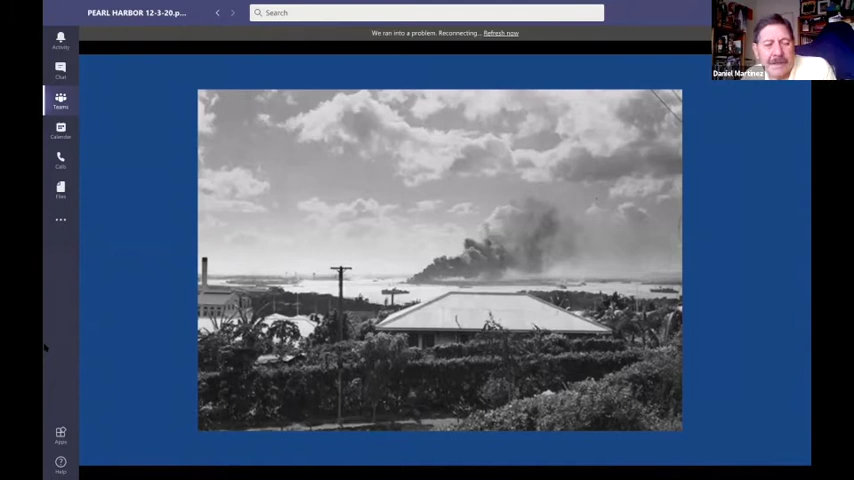 PEARL HARBOR 12-3-20.p...
Search
We ran into a problem. Reconnecting... Refresh now
Daniel Martinez
Activity
Chat
Teams
Calendar
Calls
Files
...
Apps
Help